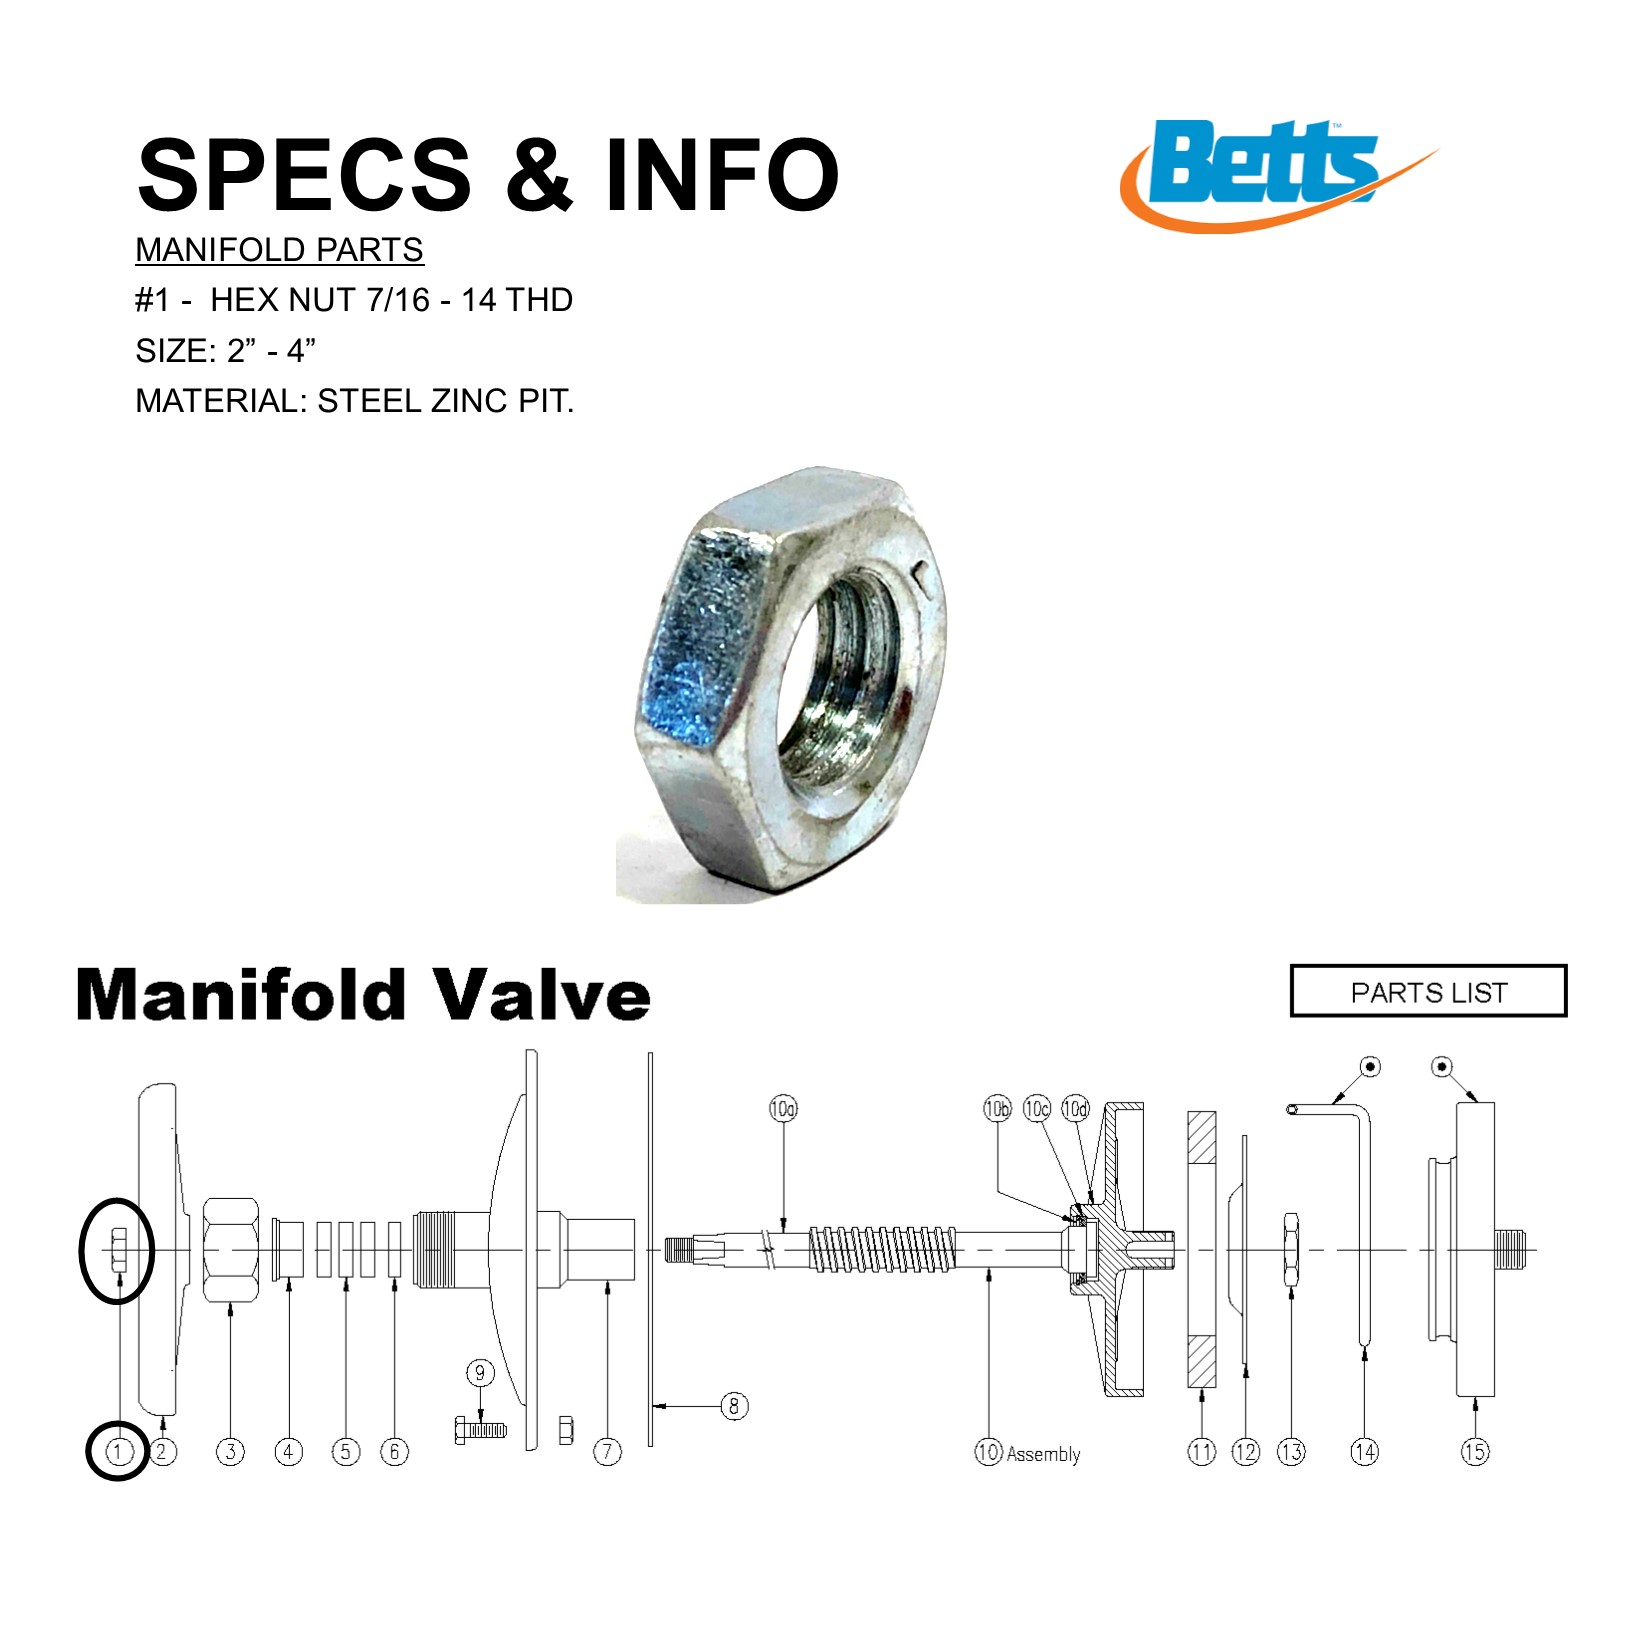 SPECS & INFO
Betts™
MANIFOLD PARTS
#1 - HEX NUT 7/16 - 14 THD
SIZE: 2” - 4”
MATERIAL: STEEL ZINC PIT.
Manifold Valve
PARTS LIST
10a
10b
10c
10d
9
8
1
2
3
4
5
6
7
10 Assembly
11
12
13
14
15